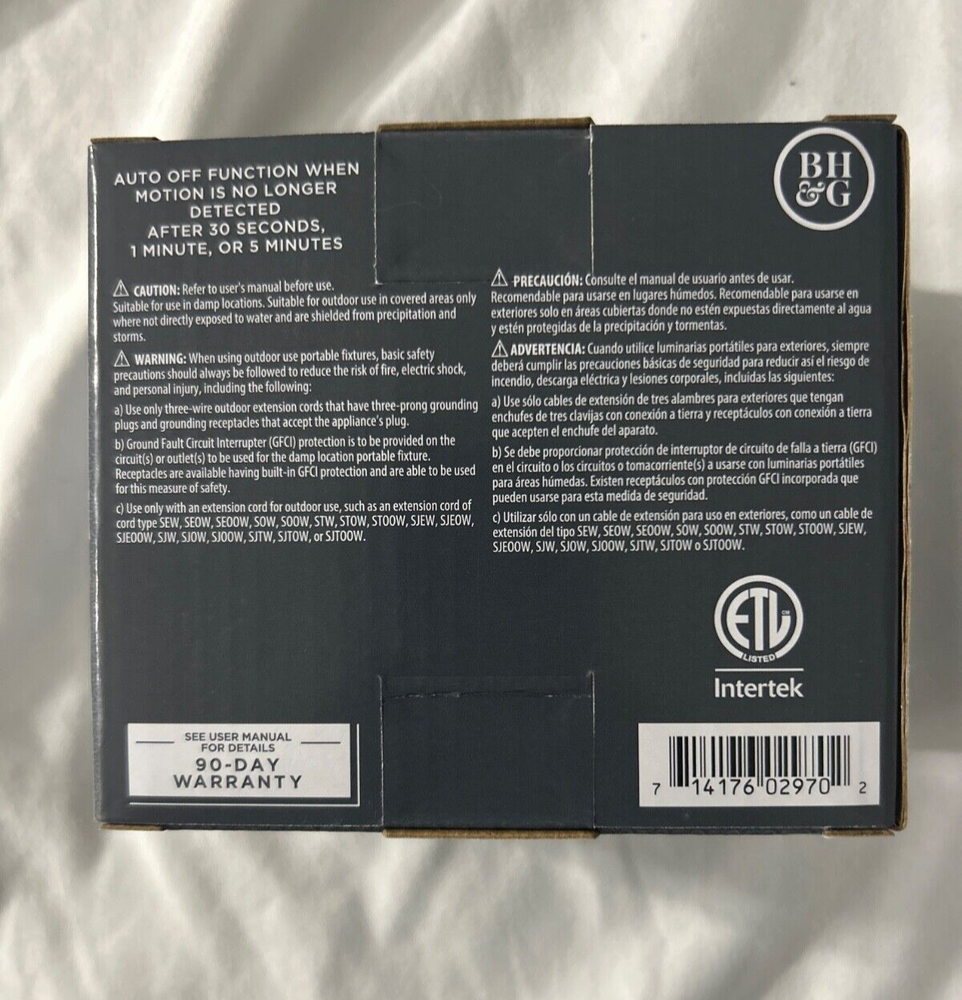 AUTO OFF FUNCTION WHEN
MOTION IS NO LONGER
DETECTED
AFTER 30 SECONDS,
1 MINUTE, OR 5 MINUTES
BH
&G
CAUTION: Refer to user's manual before use.
Suitable for use in damp locations. Suitable for outdoor use in covered areas only
where not directly exposed to water and are shielded from precipitation and
storms.
WARNING: When using outdoor use portable fixtures, basic safety
precautions should always be followed to reduce the risk of fire, electric shock,
and personal injury, including the following:
a) Use only three-wire outdoor extension cords that have three-prong grounding
plugs and grounding receptacles that accept the appliance's plug.
b) Ground Fault Circuit Interrupter (GFCI) protection is to be provided on the
circuit(s) or outlet(s) to be used for the damp location portable fixture.
Receptacles are available having built-in GFCI protection and are able to be used
for this measure of safety.
c) Use only with an extension cord for outdoor use, such as an extension cord of
cord type SEW, SEOW, SEOOW, SOW, SOOW, STW, STOW, STOOW, SJEW, SJEOW,
SJEOOW, SJW, SJOW, SJOOW, SJTW, SJTOW, or SJTOOW.
PRECAUCIÓN: Consulte el manual de usuario antes de usar.
Recomendable para usarse en lugares húmedos. Recomendable para usarse en
exteriores solo en áreas cubiertas donde no estén expuestas directamente al agua
y estén protegidas de la precipitación y tormentas.
ADVERTENCIA: Cuando utilice luminarias portátiles para exteriores, siempre
deberá cumplir las precauciones básicas de seguridad para reducir así el riesgo de
incendio, descarga eléctrica y lesiones corporales, incluidas las siguientes:
a) Use sólo cables de extensión de tres alambres para exteriores que tengan
enchufes de tres clavijas con conexión a tierra y receptáculos con conexión a tierra
que acepten el enchufe del aparato.
b) Se debe proporcionar protección de interruptor de circuito de falla a tierra (GFCI)
en el circuito o los circuitos o tomacorriente(s) a usarse con luminarias portátiles
para áreas húmedas. Existen receptáculos con protección GFCI incorporada que
pueden usarse para esta medida de seguridad.
c) Utilizar sólo con un cable de extensión para uso en exteriores, como un cable de
extensión del tipo SEW, SEOW, SEOOW, SOW, SOOW, STW, STOW, STOOW, SJEW,
SJEOOW, SJW, SJOW, SJOOW, SJTW, SJTOW o SJTOOW.
ETL
LISTED
Intertek
SEE USER MANUAL
FOR DETAILS
90-DAY
WARRANTY
7 14176 02970 2